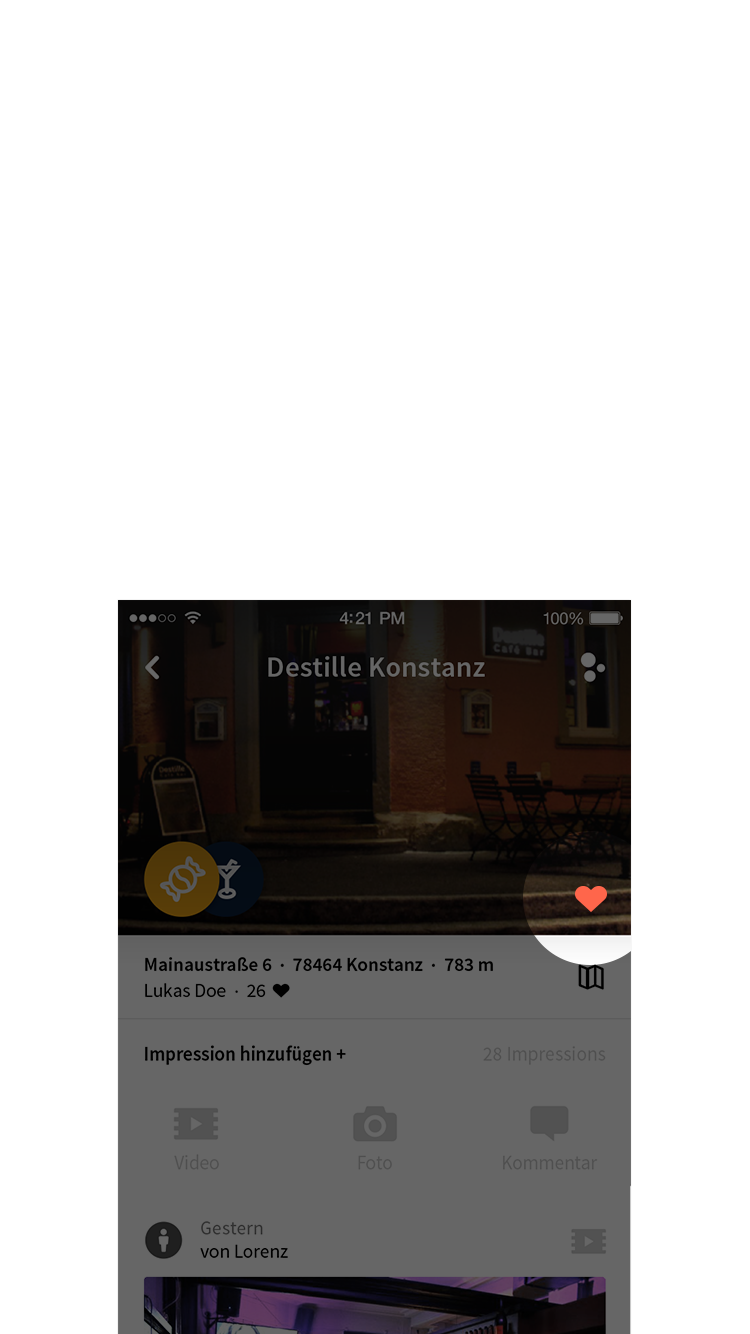 4:21 PM 100%
Destille
Café Bar
Destille Konstanz
Destille
Mainaustraße 6 · 78464 Konstanz · 783 m
Lukas Doe · 26
Impression hinzufügen + 28 Impressions
Video Foto Kommentar
Gestern
von Lorenz